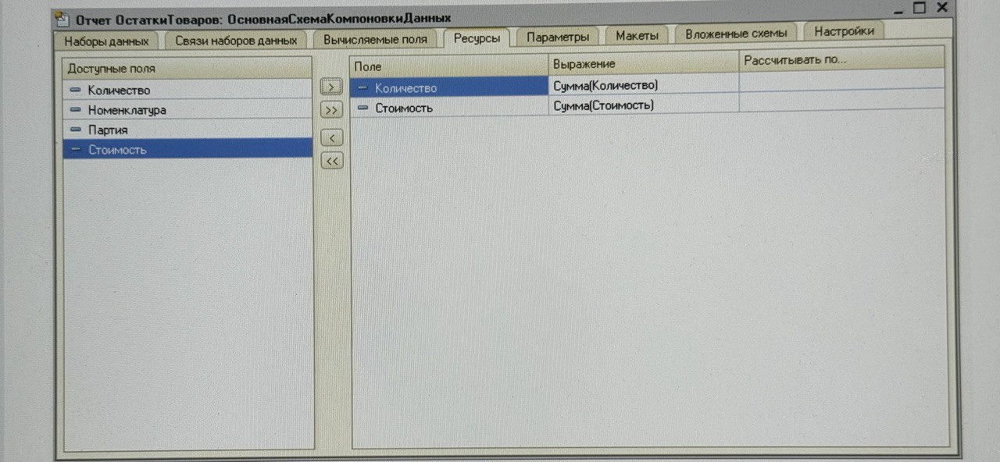 Отчет ОстаткиТоваров: ОсновнаяСхемаКомпоновкиДанных
Наборы данных Связи наборов данных Вычисляемые поля Ресурсы Параметры Макеты Вложенные схемы Настройки
Доступные поля
Количество
Номенклатура
Партия
Стоимость
>
>>
<
<<
Поле Выражение Рассчитывать по...
Количество Сумма(Количество)
Стоимость Сумма(Стоимость)